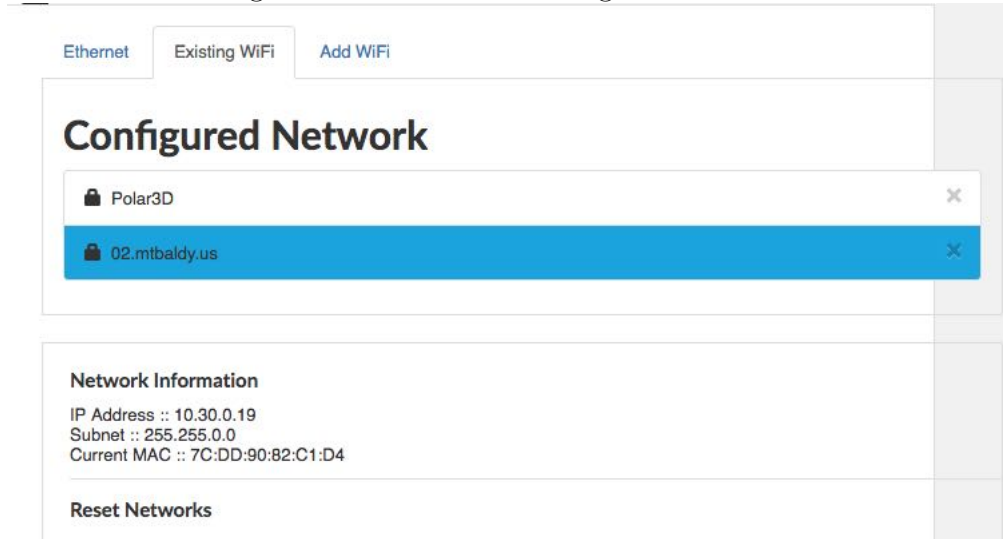 Ethernet Existing WiFi Add WiFi
Configured Network
Polar3D
02.mtbaldy.us
Network Information
IP Address :: 10.30.0.19
Subnet :: 255.255.0.0
Current MAC :: 7C:DD:90:82:C1:D4
Reset Networks